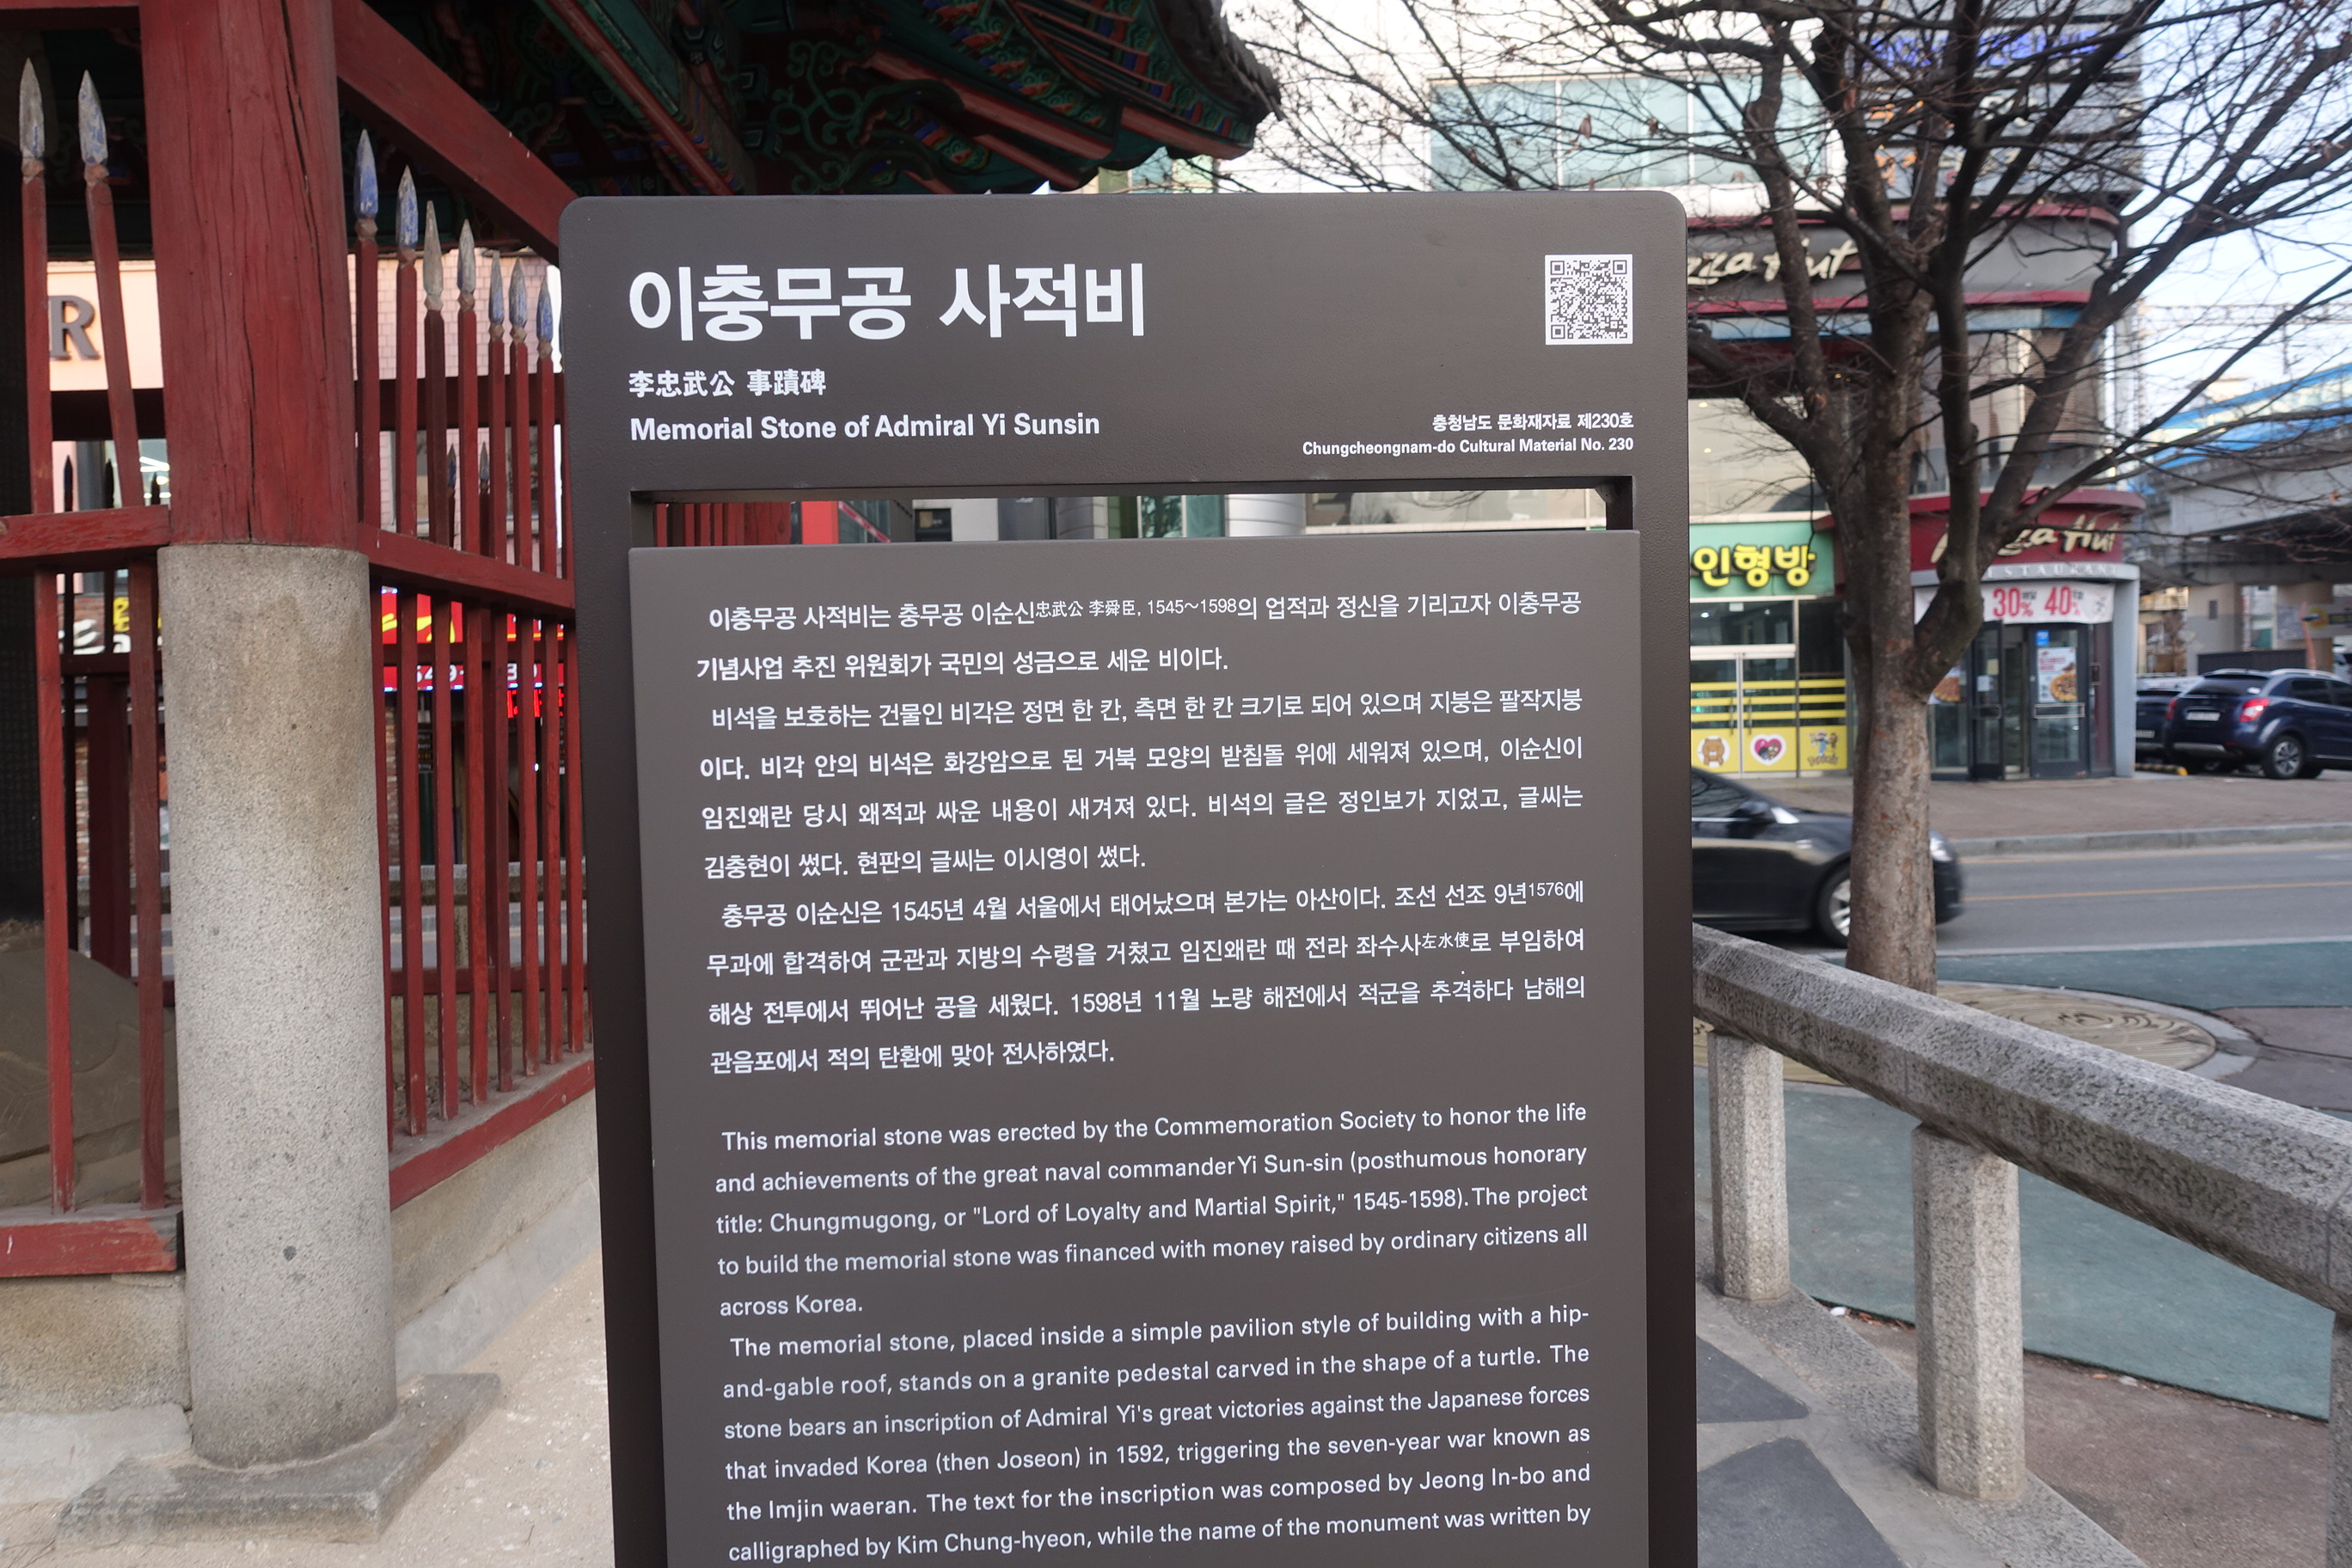 이충무공 사적비
李忠武公 事蹟碑
Memorial Stone of Admiral Yi Sunsin
충청남도 문화재자료 제230호
Chungcheongnam-do Cultural Material No. 230
이충무공 사적비는 충무공 이순신忠武公 李舜臣, 1545~1598의 업적과 정신을 기리고자 이충무공
기념사업 추진 위원회가 국민의 성금으로 세운 비이다.
비석을 보호하는 건물인 비각은 정면 한 칸, 측면 한 칸 크기로 되어 있으며 지붕은 팔작지붕
이다. 비각 안의 비석은 화강암으로 된 거북 모양의 받침돌 위에 세워져 있으며, 이순신이
임진왜란 당시 왜적과 싸운 내용이 새겨져 있다. 비석의 글은 정인보가 지었고, 글씨는
김충현이 썼다. 현판의 글씨는 이시영이 썼다.
충무공 이순신은 1545년 4월 서울에서 태어났으며 본가는 아산이다. 조선 선조 9년1576에
무과에 합격하여 군관과 지방의 수령을 거쳤고 임진왜란 때 전라 좌수사左水使로 부임하여
해상 전투에서 뛰어난 공을 세웠다. 1598년 11월 노량 해전에서 적군을 추격하다 남해의
관음포에서 적의 탄환에 맞아 전사하였다.
This memorial stone was erected by the Commemoration Society to honor the life
and achievements of the great naval commander Yi Sun-sin (posthumous honorary
title: Chungmugong, or "Lord of Loyalty and Martial Spirit," 1545-1598). The project
to build the memorial stone was financed with money raised by ordinary citizens all
across Korea.
The memorial stone, placed inside a simple pavilion style of building with a hip-
and-gable roof, stands on a granite pedestal carved in the shape of a turtle. The
stone bears an inscription of Admiral Yi's great victories against the Japanese forces
that invaded Korea (then Joseon) in 1592, triggering the seven-year war known as
the Imjin waeran. The text for the inscription was composed by Jeong In-bo and
calligraphed by Kim Chung-hyeon, while the name of the monument was written by
R
인형방
Hut
Hut
RESTAURANT
30% 40%